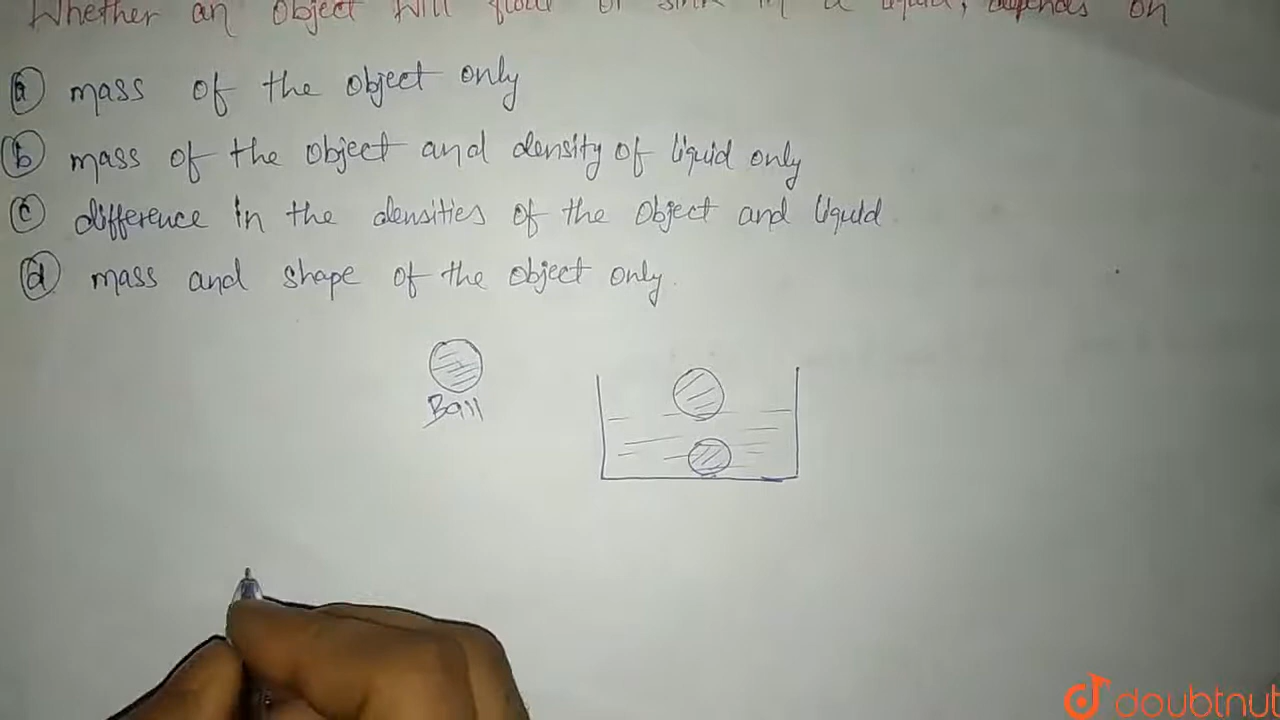 Whether an object will float or sink in a liquid, depends on
(a) mass of the object only
(b) mass of the object and density of liquid only
(c) difference in the densities of the object and liquid
(d) mass and shape of the object only.
Ball
doubtnut